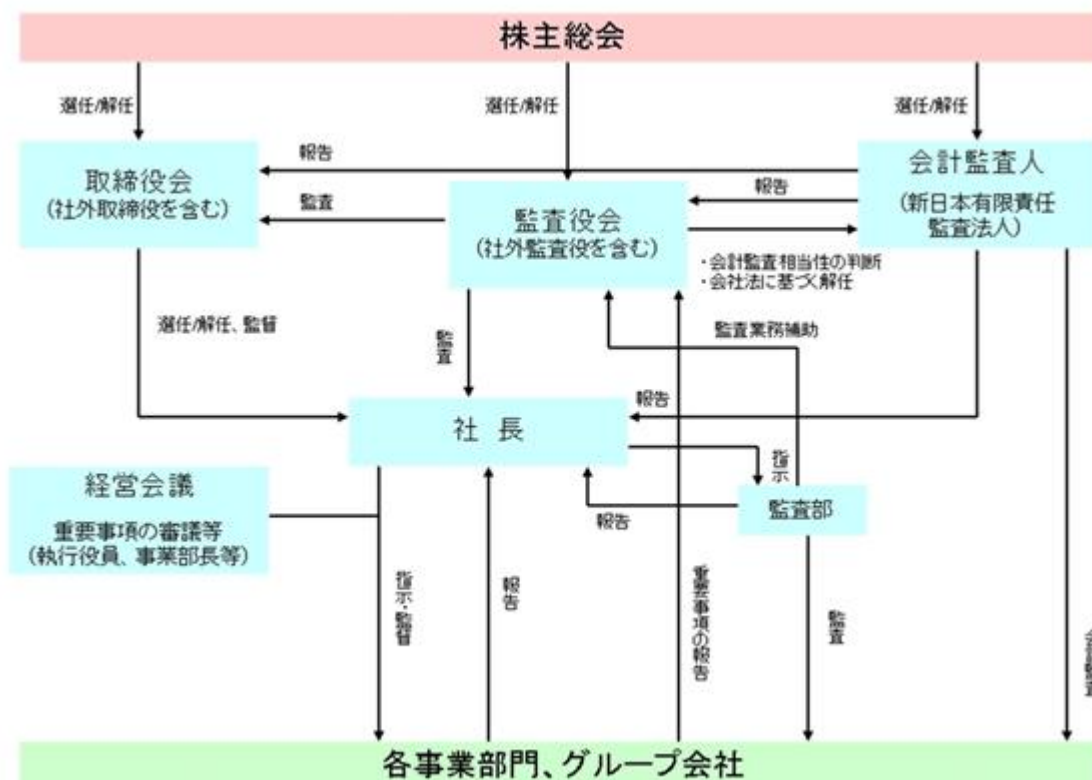 株主総会
選任/解任
選任/解任
選任/解任
取締役会
(社外取締役を含む)
報告
監査
監査役会
(社外監査役を含む)
報告
会計監査人
(新日本有限責任
監査法人)
・会計監査相当性の判断
・会社法に基づく解任
選任/解任、監督
監査
監査業務補助
報告
社 長
指示
経営会議
重要事項の審議等
(執行役員、事業部長等)
報告
監査部
指示・監督
報告
重要事項の報告
監査
会計監査
各事業部門、グループ会社